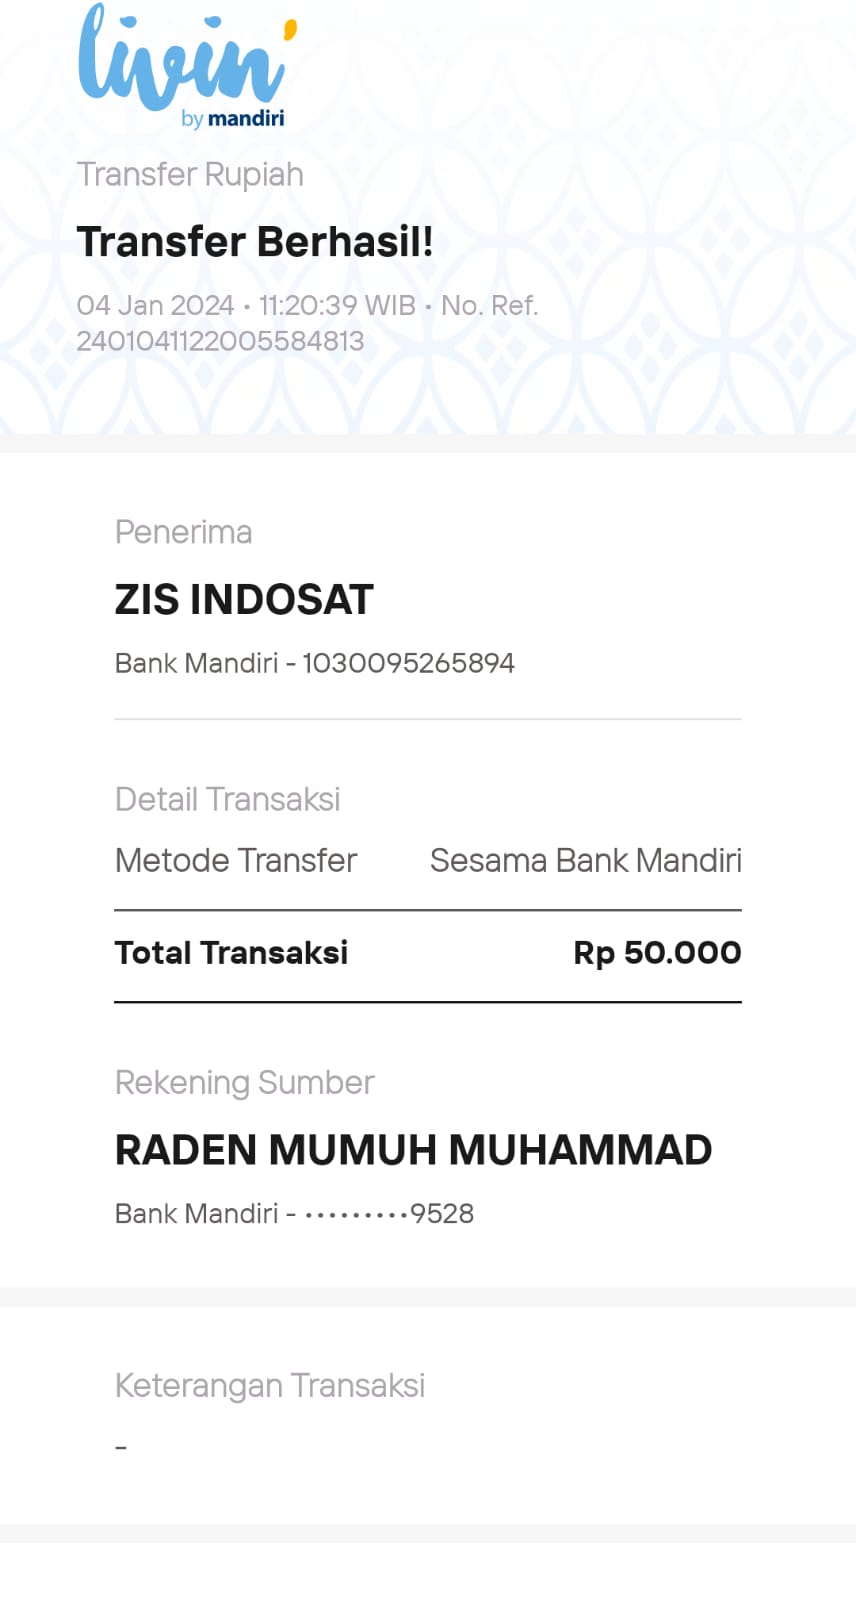 livin'
by mandiri
Transfer Rupiah
Transfer Berhasil!
04 Jan 2024 • 11:20:39 WIB • No. Ref.
2401041122005584813
Penerima
ZIS INDOSAT
Bank Mandiri - 1030095265894
Detail Transaksi
Metode Transfer Sesama Bank Mandiri
Total Transaksi Rp 50.000
Rekening Sumber
RADEN MUMUH MUHAMMAD
Bank Mandiri - •••••••••9528
Keterangan Transaksi
-